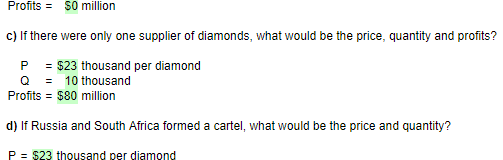 Profits = $0 million
c) If there were only one supplier of diamonds, what would be the price, quantity and profits?
P = $23 thousand per diamond
Q = 10 thousand
Profits = $80 million
d) If Russia and South Africa formed a cartel, what would be the price and quantity?
P = $23 thousand per diamond